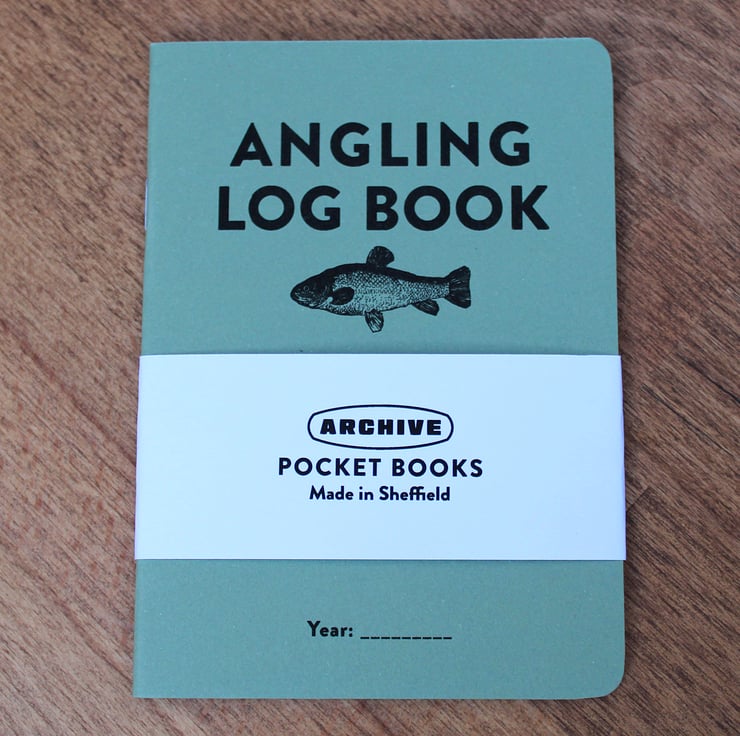 ANGLING
LOG BOOK
ARCHIVE
POCKET BOOKS
Made in Sheffield
Year: _________